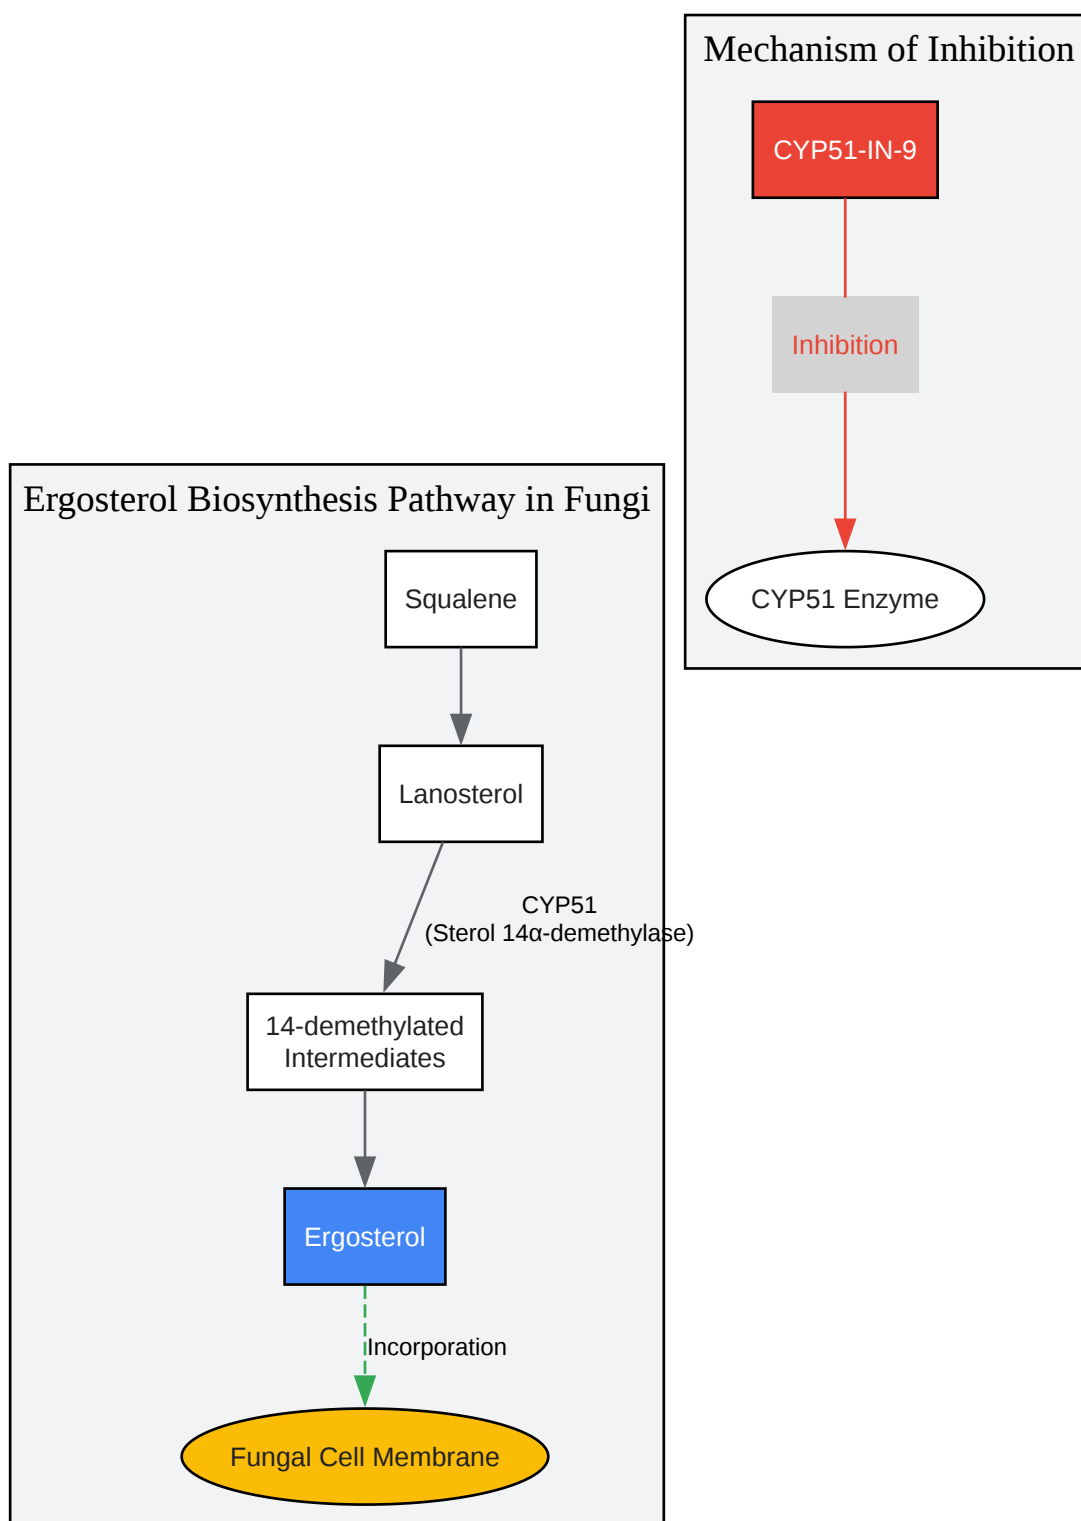 Mechanism of Inhibition
CYP51-IN-9
Inhibition
CYP51 Enzyme
Ergosterol Biosynthesis Pathway in Fungi
Squalene
Lanosterol
CYP51
(Sterol 14α-demethylase)
14-demethylated
Intermediates
Ergosterol
Incorporation
Fungal Cell Membrane